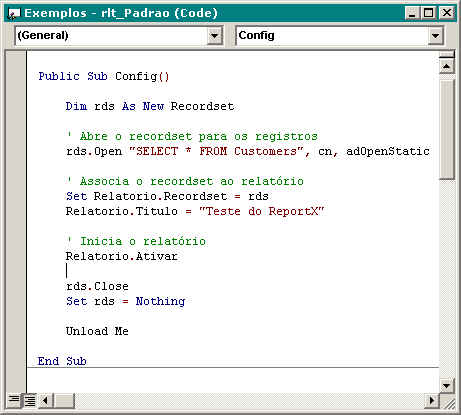 Exemplos - rlt_Padrao (Code)
(General) Config
Public Sub Config()
Dim rds As New Recordset
' Abre o recordset para os registros
rds.Open "SELECT * FROM Customers", cn, adOpenStatic
' Associa o recordset ao relatório
Set Relatorio.Recordset = rds
Relatorio.Titulo = "Teste do ReportX"
' Inicia o relatório
Relatorio.Ativar
rds.Close
Set rds = Nothing
Unload Me
End Sub